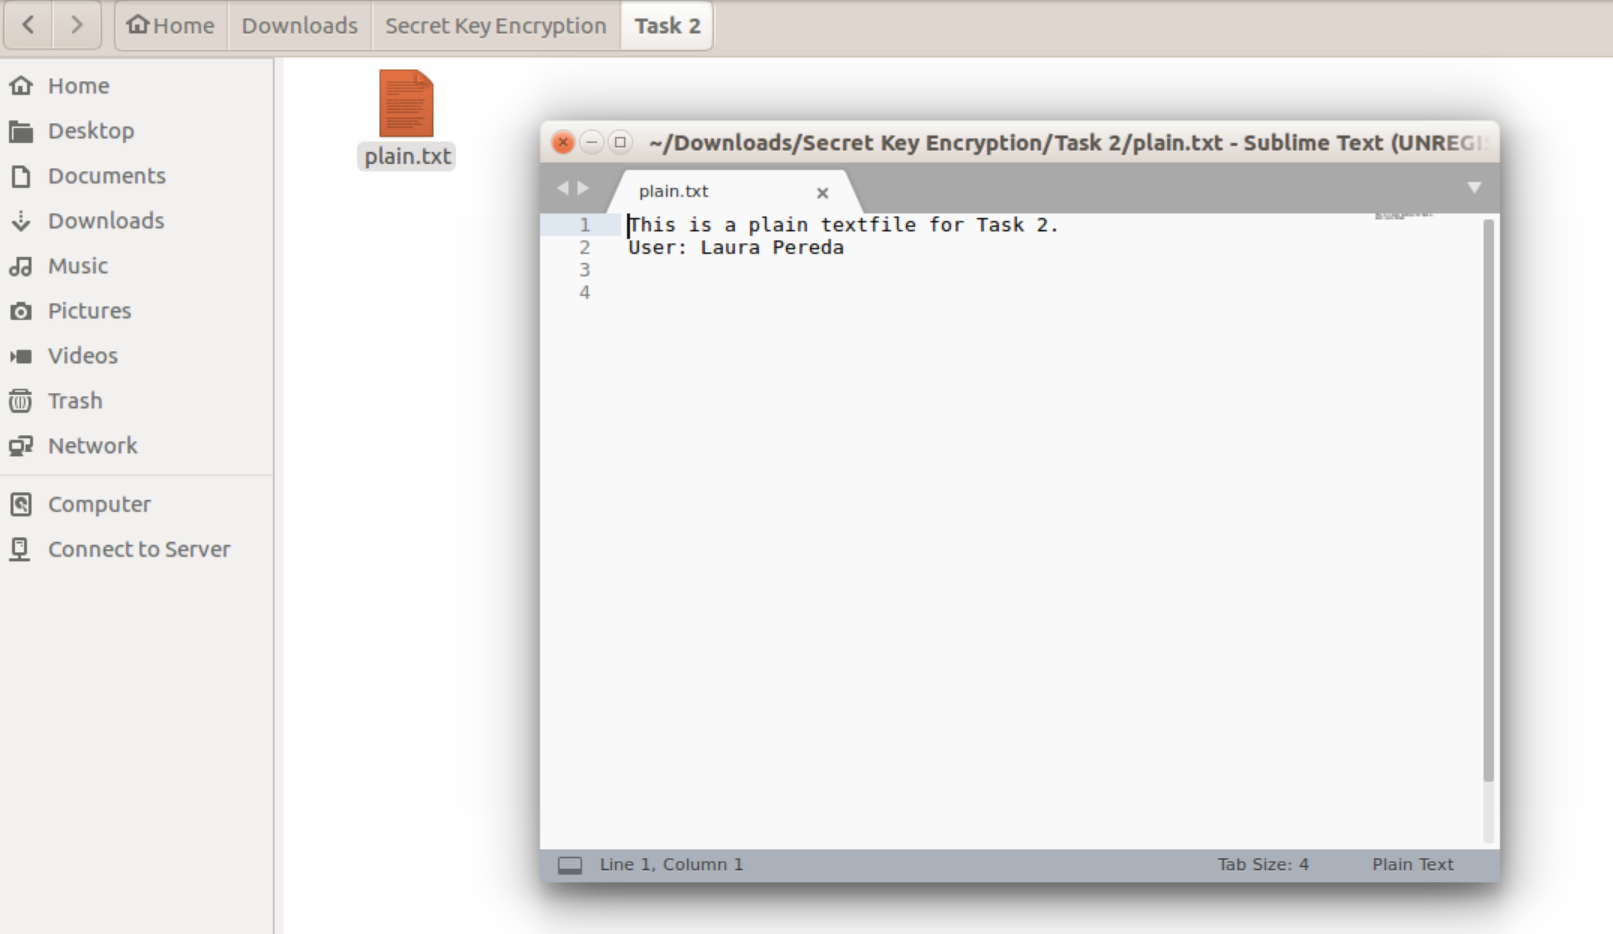 Home Downloads Secret Key Encryption Task 2
Home
Desktop
Documents
Downloads
Music
Pictures
Videos
Trash
Network
Computer
Connect to Server
plain.txt
~/Downloads/Secret Key Encryption/Task 2/plain.txt - Sublime Text (UNREGI
plain.txt
1 This is a plain textfile for Task 2.
2 User: Laura Pereda
3
4
Line 1, Column 1 Tab Size: 4 Plain Text